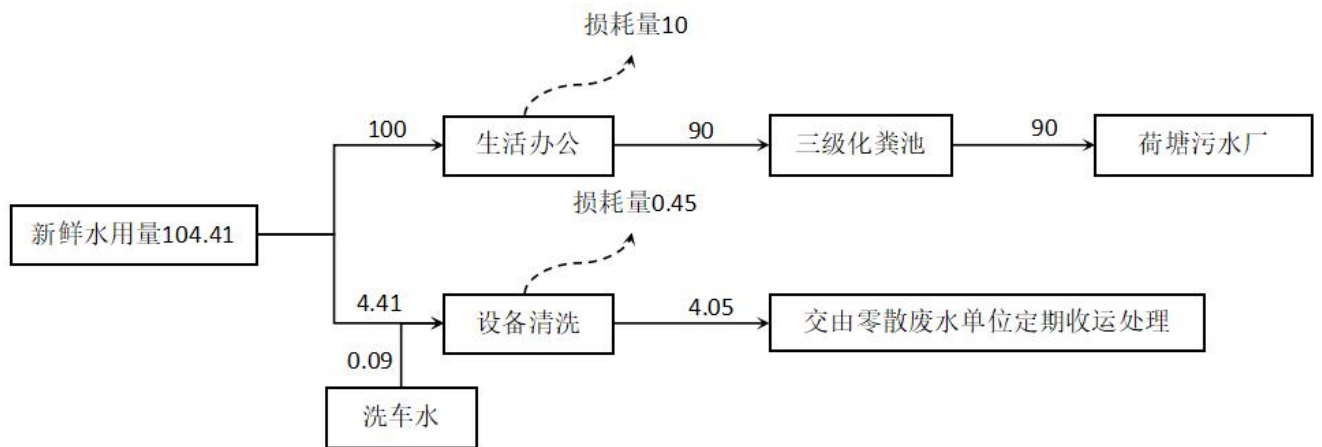 损耗量10
100
生活办公
90
三级化粪池
90
荷塘污水厂
损耗量0.45
新鲜水用量104.41
4.41
设备清洗
4.05
交由零散废水单位定期收运处理
0.09
洗车水